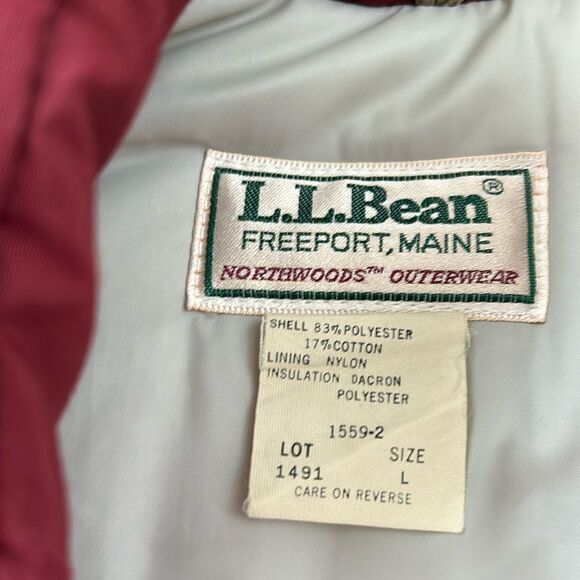 L.L.Bean®
FREEPORT, MAINE
NORTHWOODS™ OUTERWEAR
SHELL 83% POLYESTER
17% COTTON
LINING NYLON
INSULATION DACRON
POLYESTER
1559-2
LOT SIZE
1491 L
CARE ON REVERSE